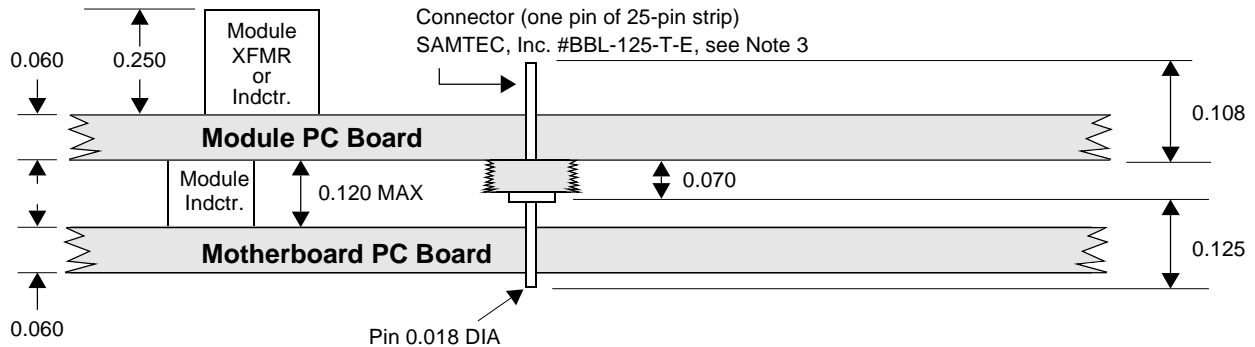 Connector (one pin of 25-pin strip)
SAMTEC, Inc. #BBL-125-T-E, see Note 3
Module
XFMR
or
Indctr.
0.060
0.250
0.108
Module PC Board
Module
Indctr.
0.120 MAX
0.070
Motherboard PC Board
0.125
0.060
Pin 0.018 DIA